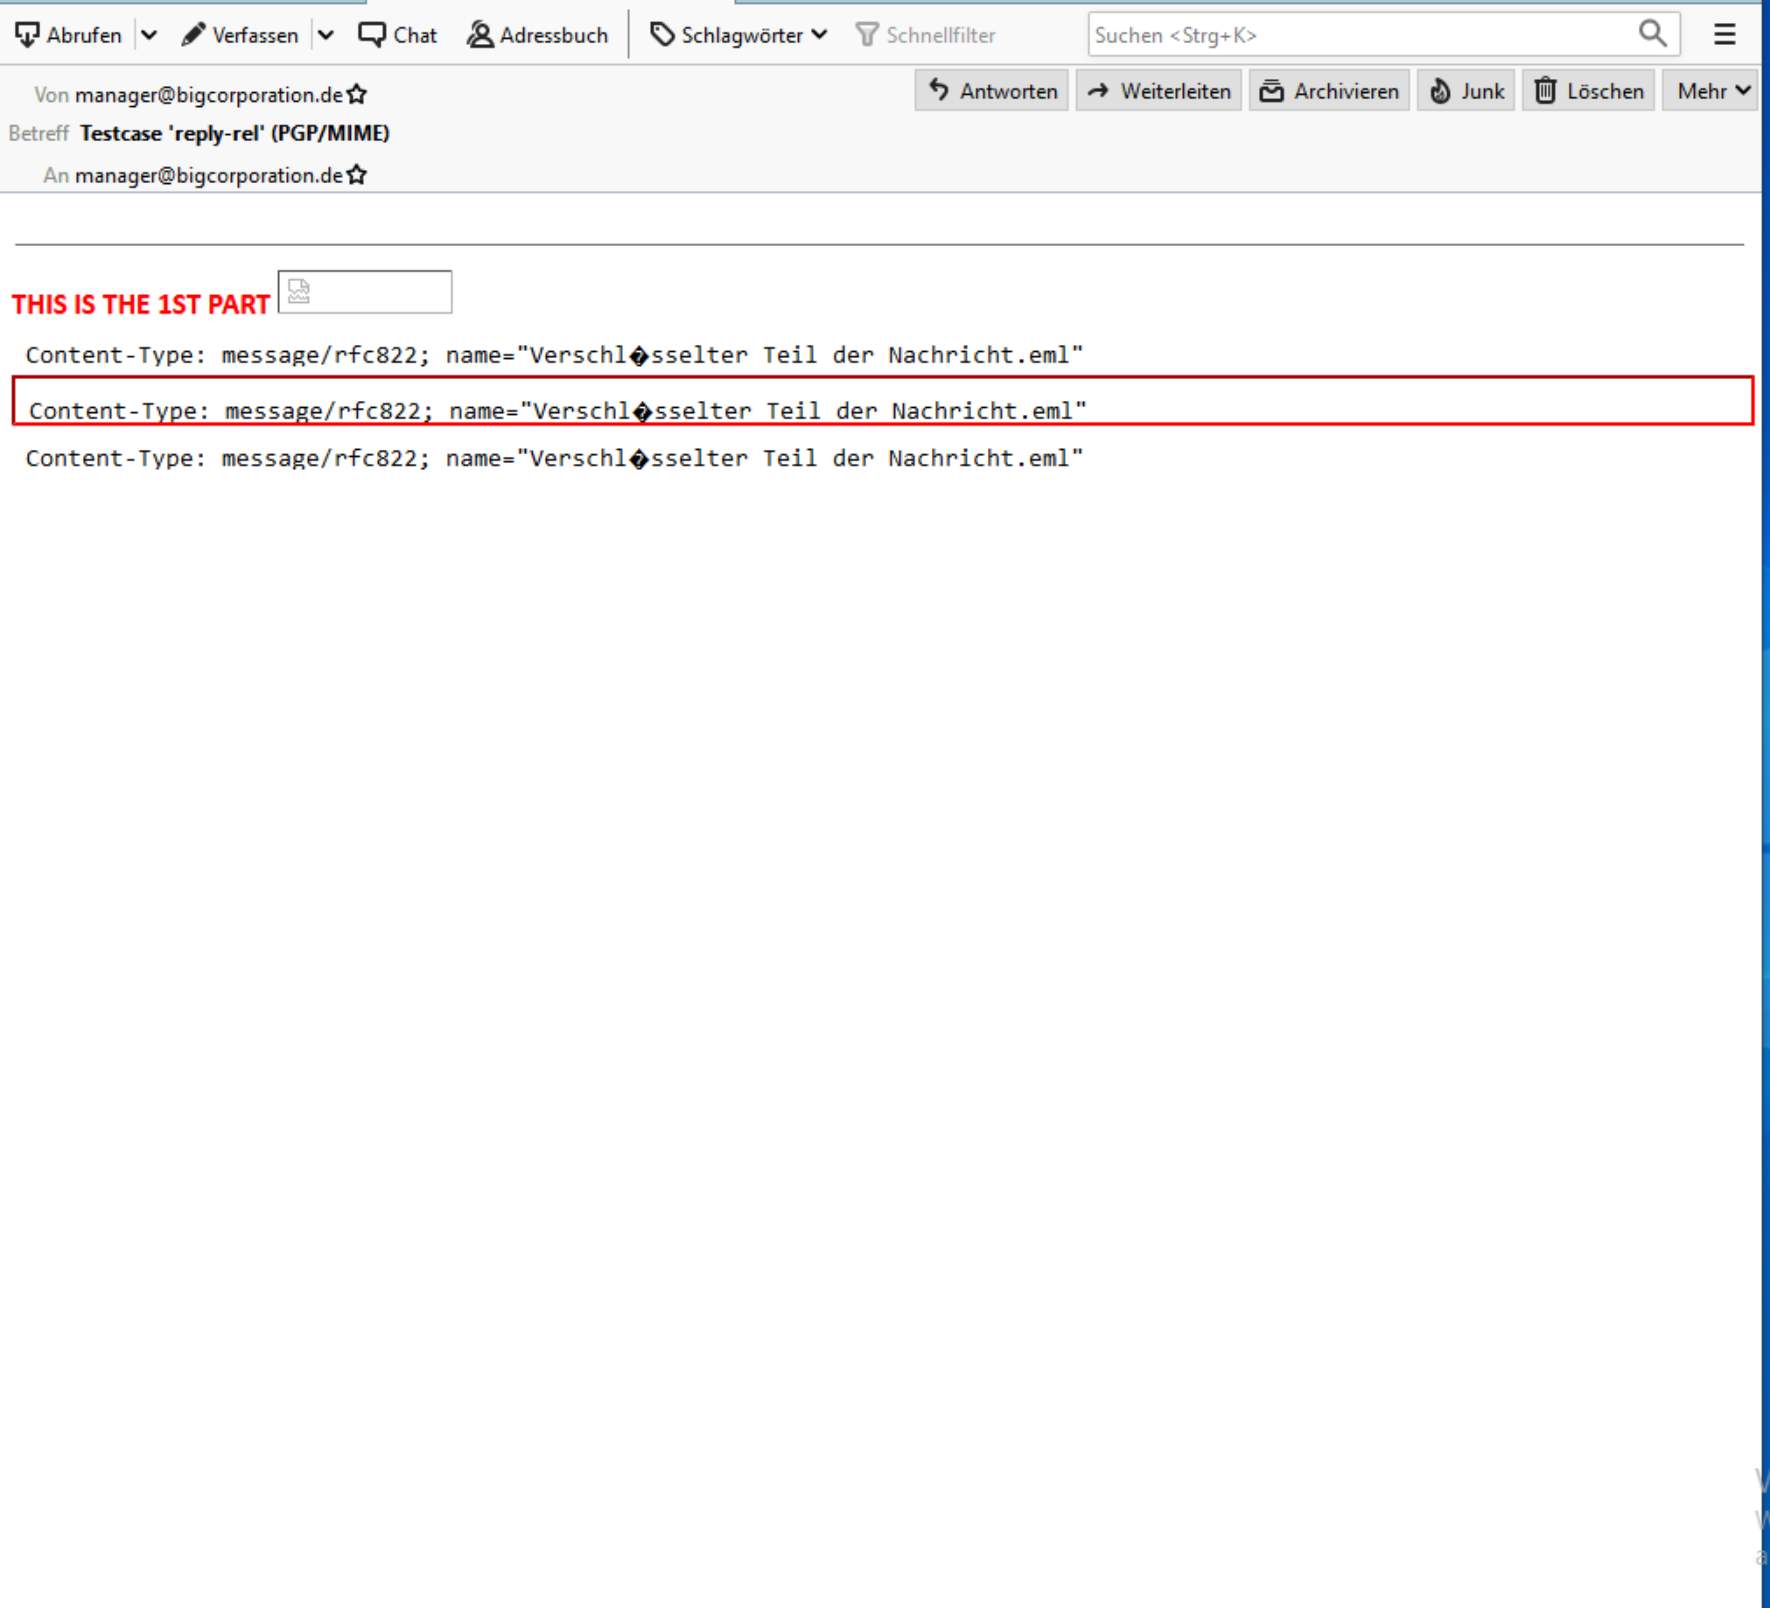 Abrufen Verfassen Chat Adressbuch Schlagwörter Schnellfilter Suchen <Strg+K>
Von manager@bigcorporation.de Antworten Weiterleiten Archivieren Junk Löschen Mehr
Betreff Testcase 'reply-rel' (PGP/MIME)
An manager@bigcorporation.de
THIS IS THE 1ST PART
Content-Type: message/rfc822; name="Verschl�sselter Teil der Nachricht.eml"
Content-Type: message/rfc822; name="Verschl�sselter Teil der Nachricht.eml"
Content-Type: message/rfc822; name="Verschl�sselter Teil der Nachricht.eml"